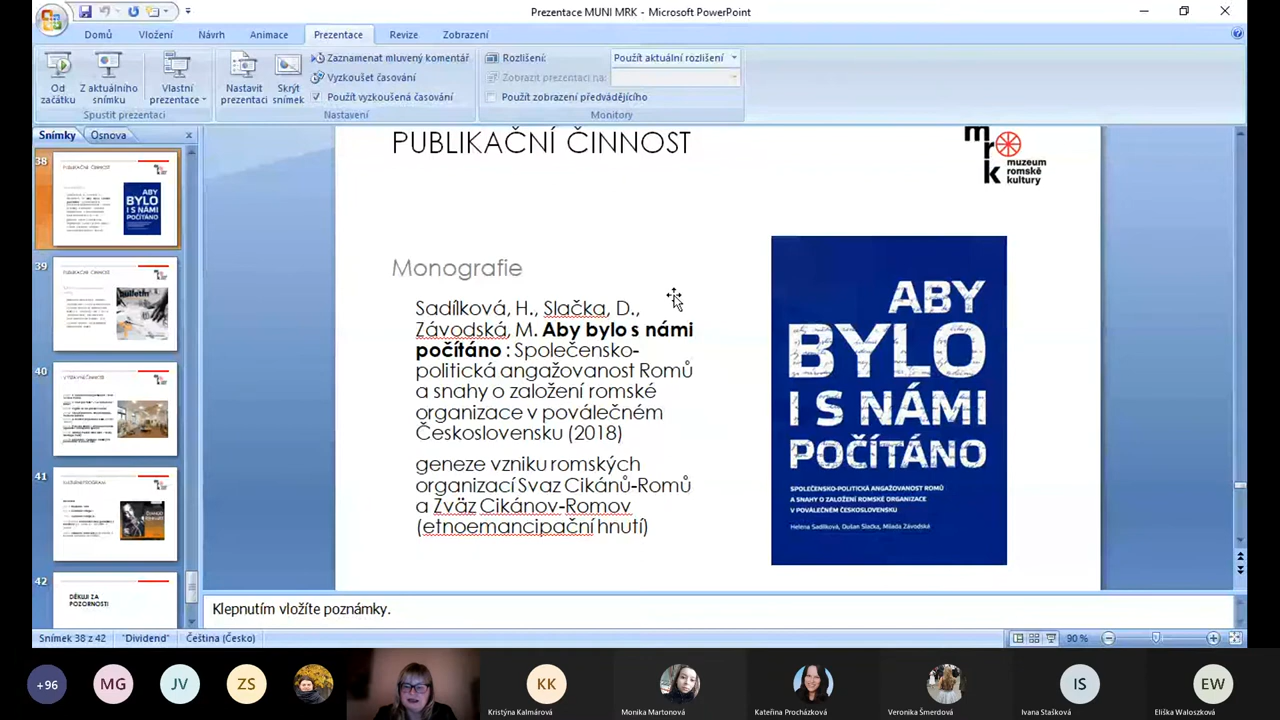 Prezentace MUNI MRK - Microsoft PowerPoint
Domů Vložení Návrh Animace Prezentace Revize Zobrazení
Od začátku
Z aktuálního snímku
Vlastní prezentace
Spustit prezentaci
Nastavit prezentaci
Skrýt snímek
Zaznamenat mluvený komentář
Vyzkoušet časování
Použít vyzkoušená časování
Nastavení
Rozlišení: Použít aktuální rozlišení
Zobrazit prezentaci na:
Použít zobrazení předvádějícího
Monitory
Snímky Osnova
38
PUBLIKAČNÍ ČINNOST
ABY
BYLO
I S NÁMI
POČÍTÁNO
39
PUBLIKAČNÍ ČINNOST
bulletin
40
41
42
DĚKUJI ZA
POZORNOST!
PUBLIKAČNÍ ČINNOST
mrk
muzeum
romské
kultury
Monografie
Sadílková, H., Slačka, D.,
Závodská, M. Aby bylo s námi
počítáno : Společensko-
politická angažovanost Romů
a snahy o založení romské
organizace v poválečném
Československu (2018)
geneze vzniku romských
organizací Svaz Cikánů-Romů
a Zväz Cikánov-Romov
(etnoemancipační hnutí)
ABY
BYLO
I S NÁMI
POČÍTÁNO
SPOLEČENSKO-POLITICKÁ ANGAŽOVANOST ROMŮ
A SNAHY O ZALOŽENÍ ROMSKÉ ORGANIZACE
V POVÁLEČNÉM ČESKOSLOVENSKU
Helena Sadílková, Dušan Slačka, Milada Závodská
Klepnutím vložíte poznámky.
Snímek 38 z 42 "Dividend" Čeština (Česko) 90 %
+96 MG JV ZS KK IS EW
Kristýna Kalmárová Monika Martonová Kateřina Procházková Veronika Šmerdová Ivana Stašková Eliška Waloszková